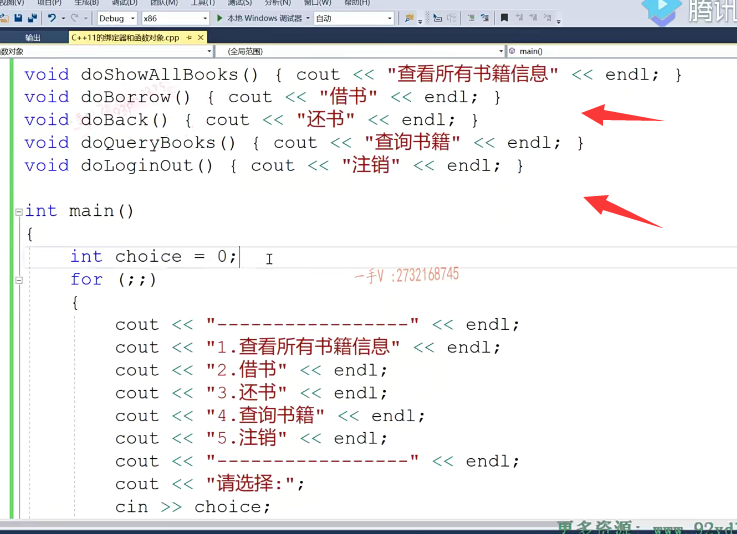 视图(V) 项目(P) 生成(B) 调试(D) 团队(M) 工具(T) 测试(S) 分析(N) 窗口(W) 帮助(H)
腾讯
Debug x86 本地 Windows 调试器 自动
输出 C++11的绑定器和函数对象.cpp
数对象 (全局范围) main()
void doShowAllBooks() { cout << "查看所有书籍信息" << endl; }
void doBorrow() { cout << "借书" << endl; }
void doBack() { cout << "还书" << endl; }
void doQueryBooks() { cout << "查询书籍" << endl; }
void doLoginOut() { cout << "注销" << endl; }
int main()
{
int choice = 0;
for (;;)
一手V :2732168745
{
cout << "-----------------" << endl;
cout << "1.查看所有书籍信息" << endl;
cout << "2.借书" << endl;
cout << "3.还书" << endl;
cout << "4.查询书籍" << endl;
cout << "5.注销" << endl;
cout << "-----------------" << endl;
cout << "请选择:";
cin >> choice;
更多资源: www.92xd